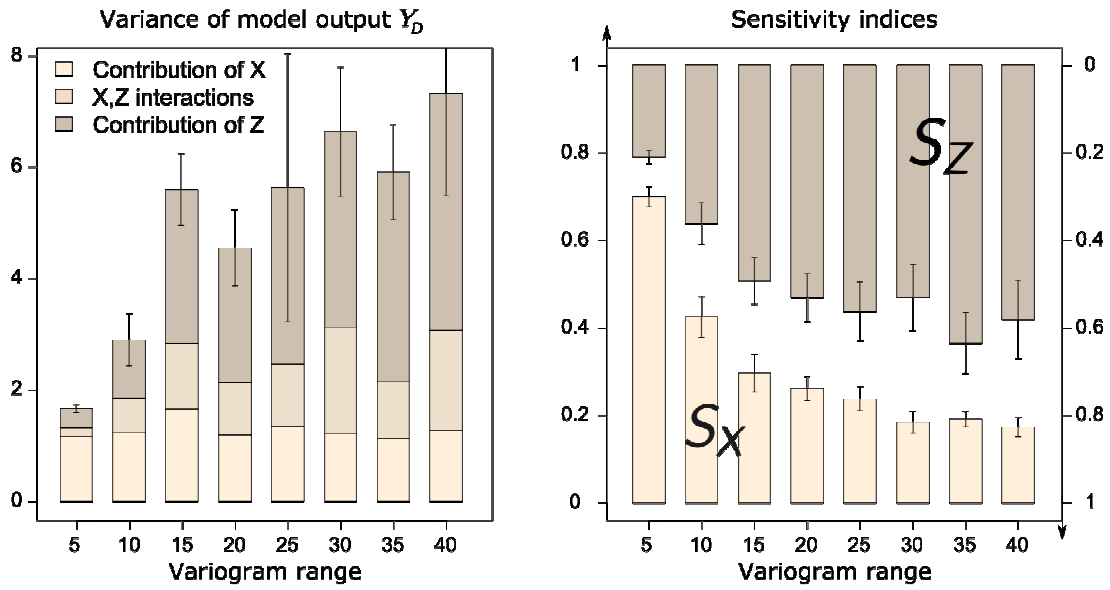 Variance of model output Y_D
8
6
4
2
0
Contribution of X
X,Z interactions
Contribution of Z
5 10 15 20 25 30 35 40
Variogram range
Sensitivity indices
1
0.8
0.6
0.4
0.2
0
0
0.2
0.4
0.6
0.8
1
S_Z
S_X
5 10 15 20 25 30 35 40
Variogram range